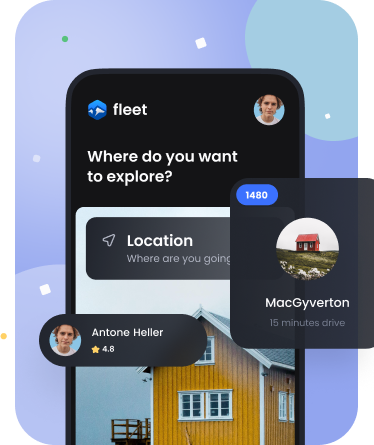 fleet
Where do you want
to explore?
1480
Location
Where are you going
MacGyverton
15 minutes drive
Antone Heller
4.8